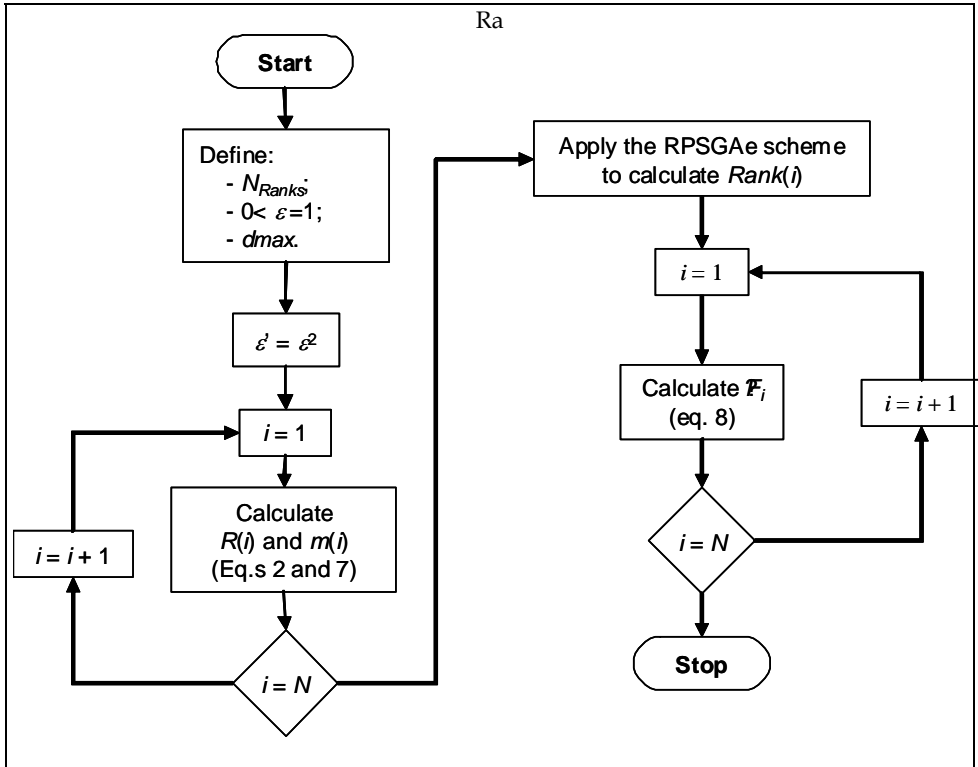 Ra
Start
Define:
- N_Ranks;
- 0< ε=1;
- dmax.
ε' = ε²
i = 1
Calculate
R(i) and m(i)
(Eq.s 2 and 7)
i = i + 1
i = N
Apply the RPSGAe scheme
to calculate Rank(i)
i = 1
Calculate F_i
(eq. 8)
i = i + 1
i = N
Stop